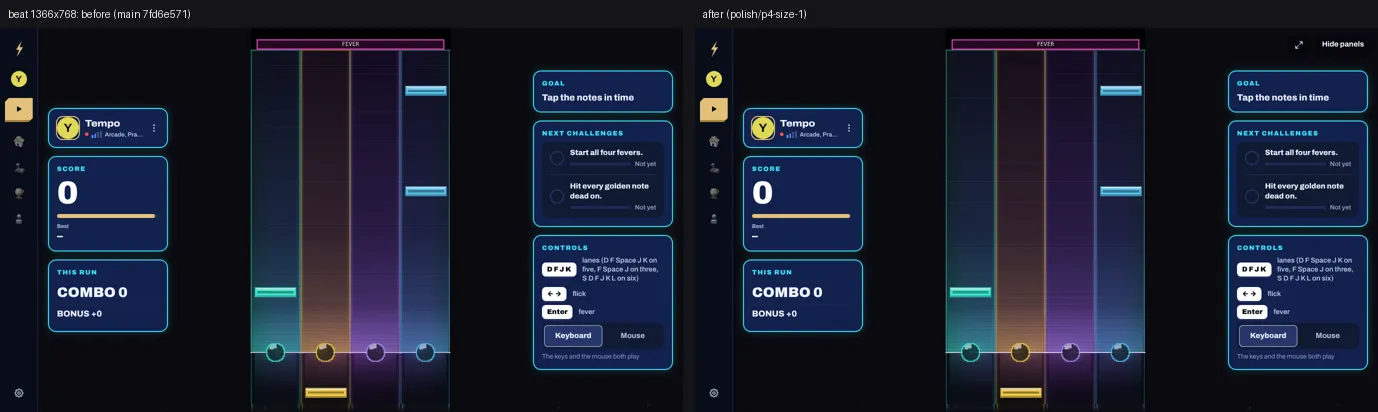 beat 1366x768: before (main 7fd6e571)
FEVER
Y
Y
Tempo
Arcade, Pra...
SCORE
0
Best
–
THIS RUN
COMBO 0
BONUS +0
GOAL
Tap the notes in time
NEXT CHALLENGES
Start all four fevers.
Not yet
Hit every golden note
dead on.
Not yet
CONTROLS
D F J K
lanes (D F Space J K on
five, F Space J on three,
S D F J K L on six)
← → flick
Enter fever
Keyboard Mouse
The keys and the mouse both play
after (polish/p4-size-1)
FEVER
Hide panels
Y
Y
Tempo
Arcade, Pra...
SCORE
0
Best
–
THIS RUN
COMBO 0
BONUS +0
GOAL
Tap the notes in time
NEXT CHALLENGES
Start all four fevers.
Not yet
Hit every golden note
dead on.
Not yet
CONTROLS
D F J K
lanes (D F Space J K on
five, F Space J on three,
S D F J K L on six)
← → flick
Enter fever
Keyboard Mouse
The keys and the mouse both play